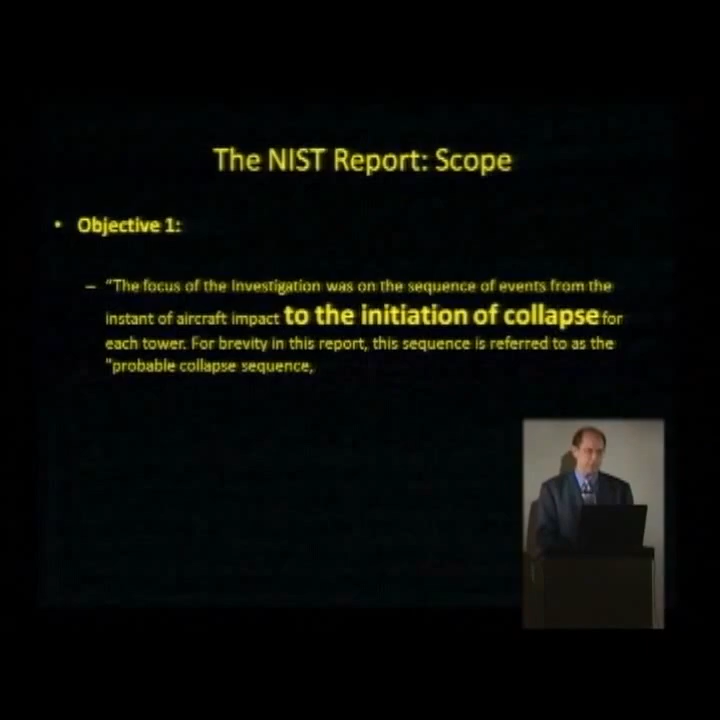 The NIST Report: Scope
• Objective 1:
– "The focus of the Investigation was on the sequence of events from the
instant of aircraft impact to the initiation of collapse for
each tower. For brevity in this report, this sequence is referred to as the
"probable collapse sequence,